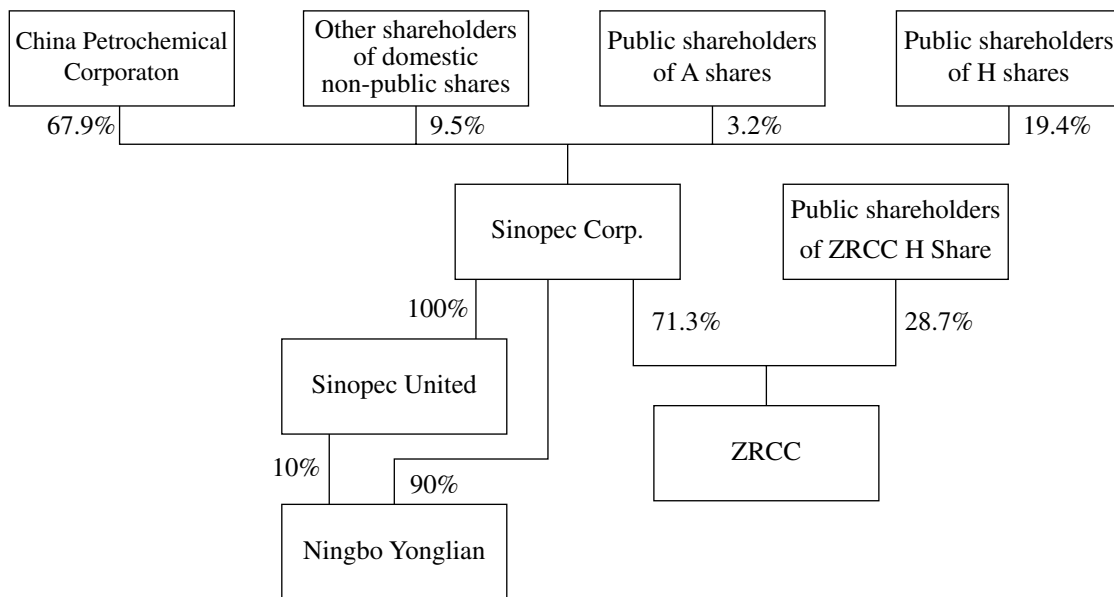 China Petrochemical
Corporaton
Other shareholders
of domestic
non-public shares
Public shareholders
of A shares
Public shareholders
of H shares
67.9%
9.5%
3.2%
19.4%
Sinopec Corp.
Public shareholders
of ZRCC H Share
100%
71.3%
28.7%
Sinopec United
ZRCC
10%
90%
Ningbo Yonglian